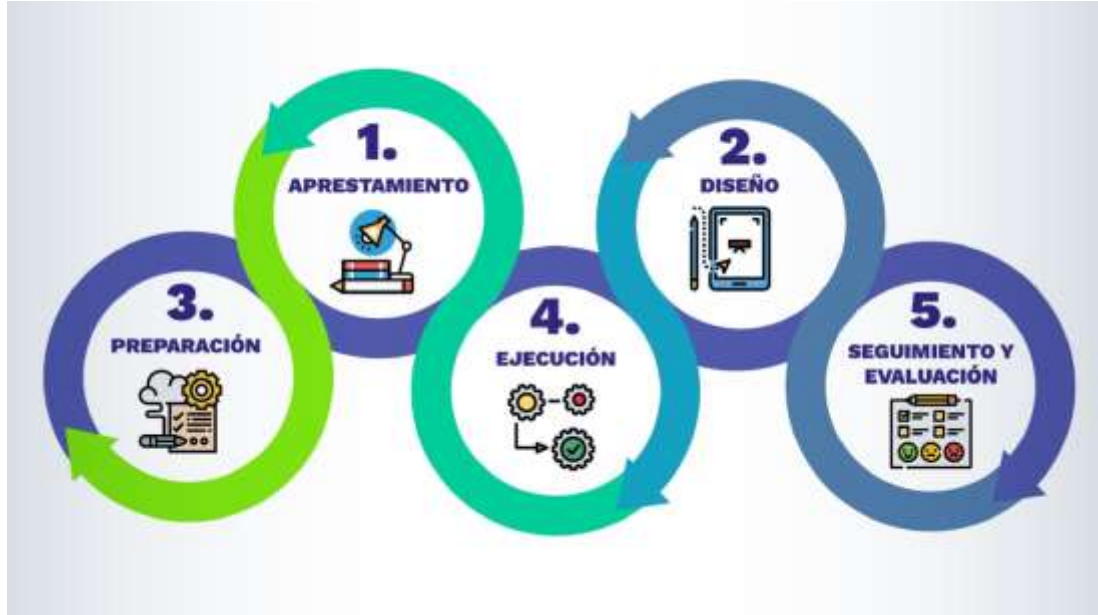 1.
APRESTAMIENTO
2.
DISEÑO
3.
PREPARACIÓN
4.
EJECUCIÓN
5.
SEGUIMIENTO Y
EVALUACIÓN